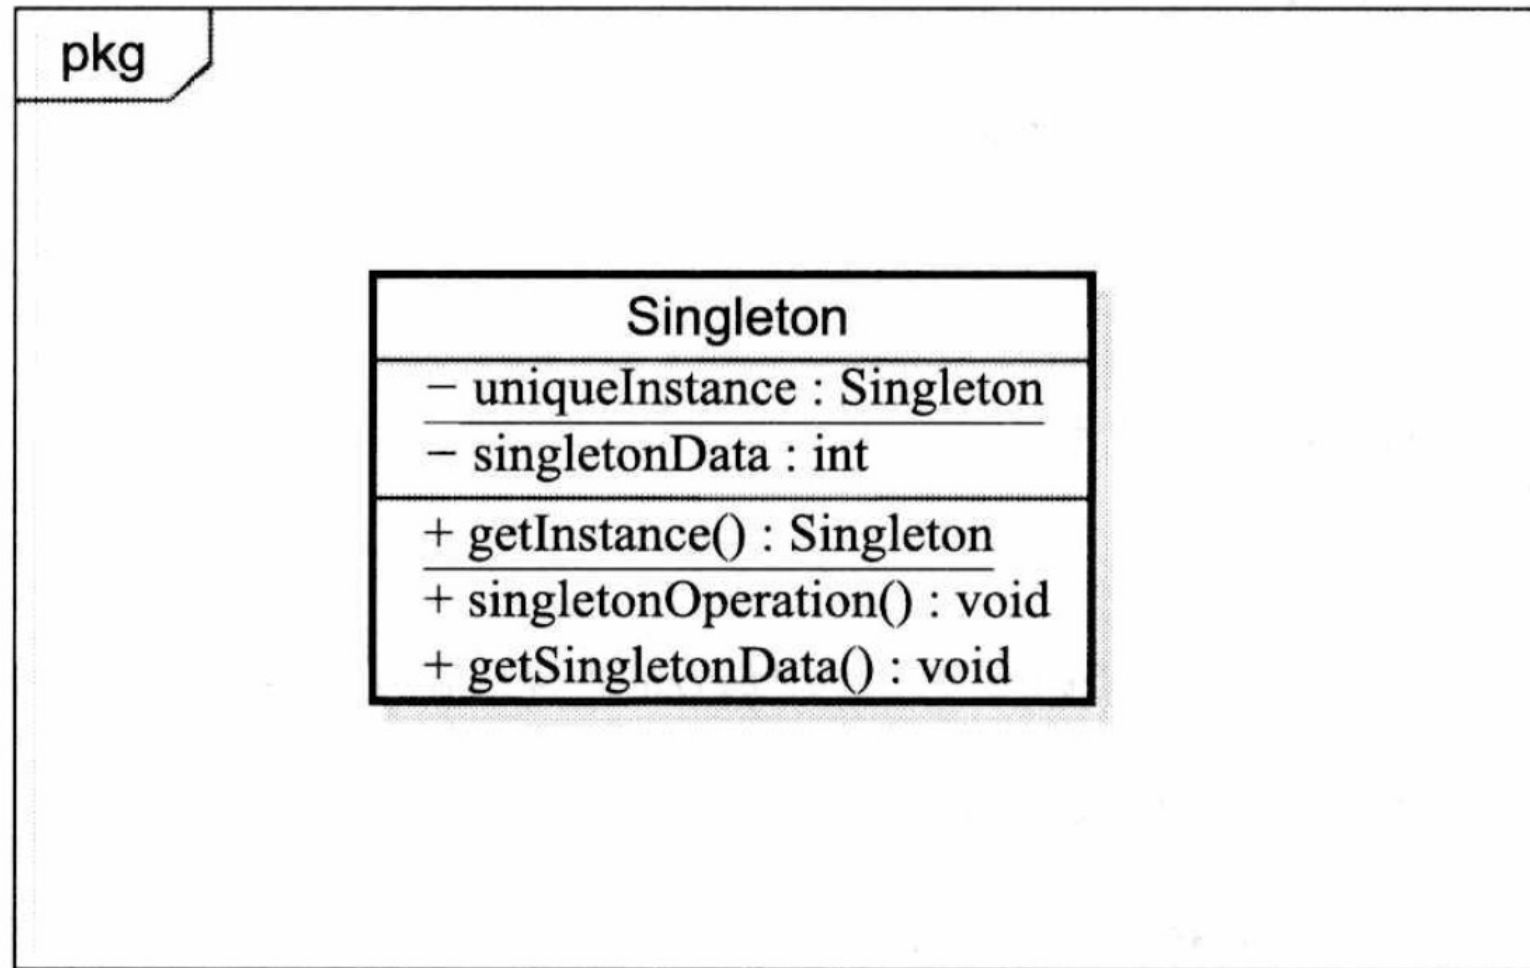 pkg
Singleton
− uniqueInstance : Singleton
− singletonData : int
+ getInstance() : Singleton
+ singletonOperation() : void
+ getSingletonData() : void